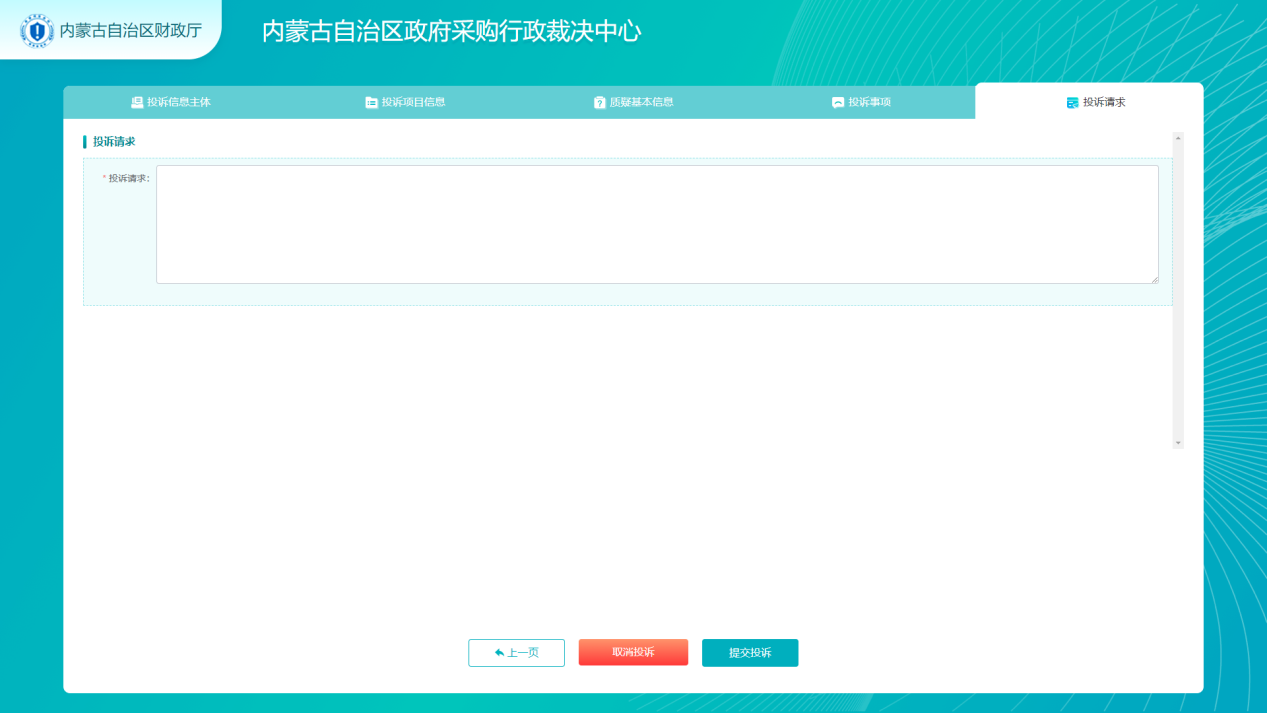 内蒙古自治区财政厅
内蒙古自治区政府采购行政裁决中心
投诉信息主体
投诉项目信息
质疑基本信息
投诉事项
投诉请求
投诉请求
* 投诉请求:
上一页
取消投诉
提交投诉